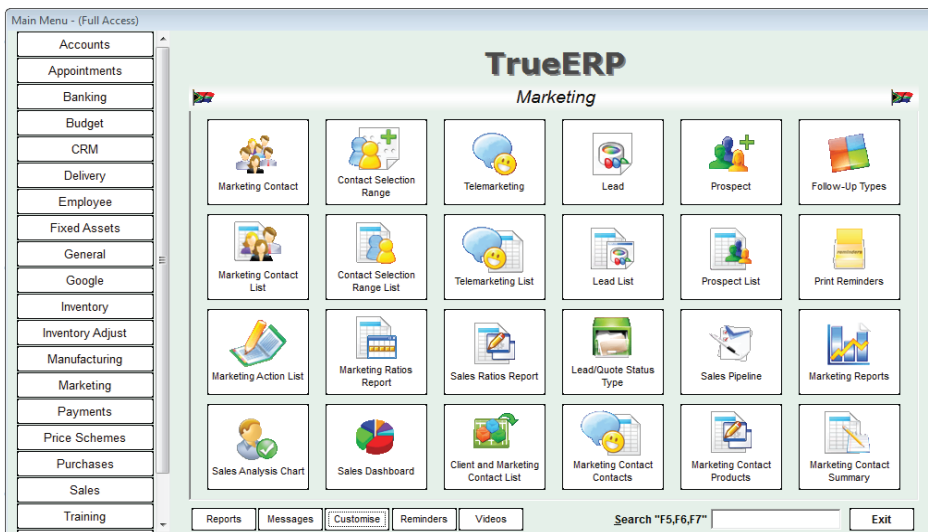 Main Menu - (Full Access)
Accounts
Appointments
Banking
Budget
CRM
Delivery
Employee
Fixed Assets
General
Google
Inventory
Inventory Adjust
Manufacturing
Marketing
Payments
Price Schemes
Purchases
Sales
Training
TrueERP
Marketing
Marketing Contact
Contact Selection
Range
Telemarketing
Lead
Prospect
Follow-Up Types
Marketing Contact
List
Contact Selection
Range List
Telemarketing List
Lead List
Prospect List
Print Reminders
Marketing Action List
Marketing Ratios
Report
Sales Ratios Report
Lead/Quote Status
Type
Sales Pipeline
Marketing Reports
Sales Analysis Chart
Sales Dashboard
Client and Marketing
Contact List
Marketing Contact
Contacts
Marketing Contact
Products
Marketing Contact
Summary
Reports
Messages
Customise
Reminders
Videos
Search "F5,F6,F7"
Exit